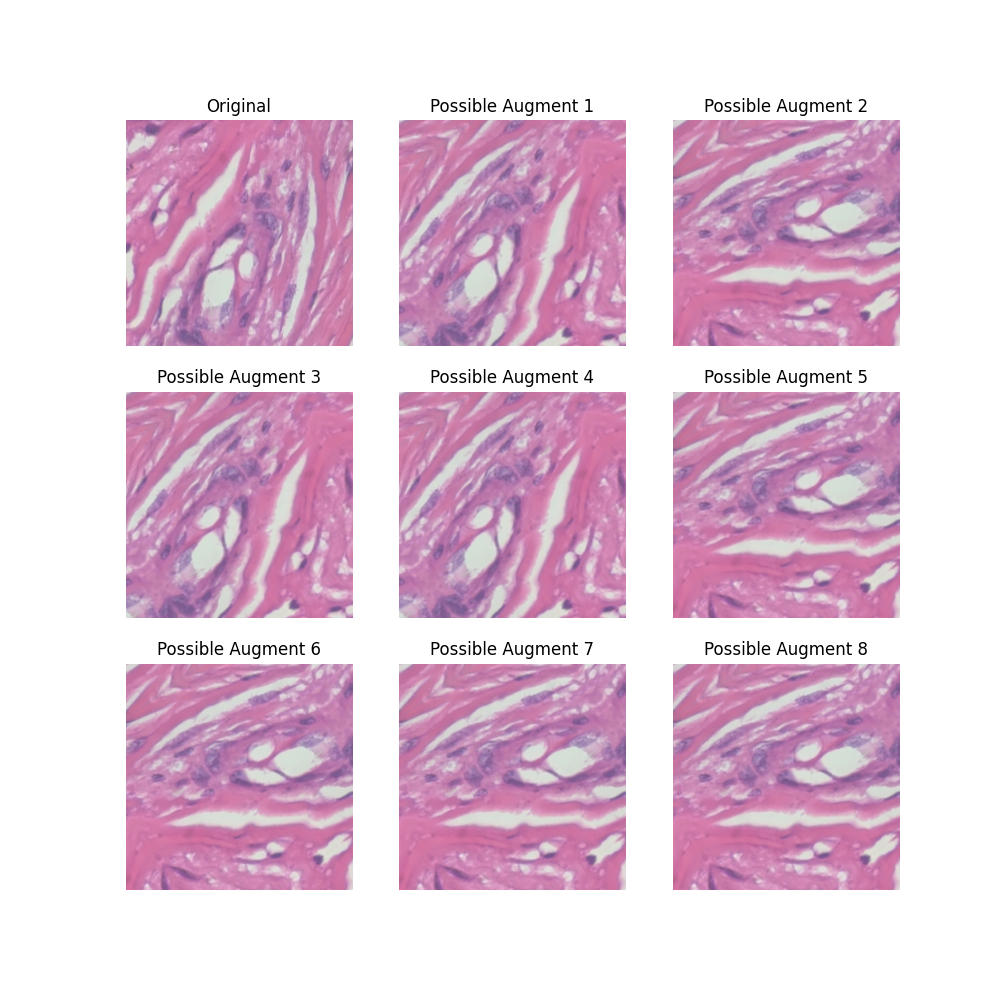 Original
Possible Augment 1
Possible Augment 2
Possible Augment 3
Possible Augment 4
Possible Augment 5
Possible Augment 6
Possible Augment 7
Possible Augment 8